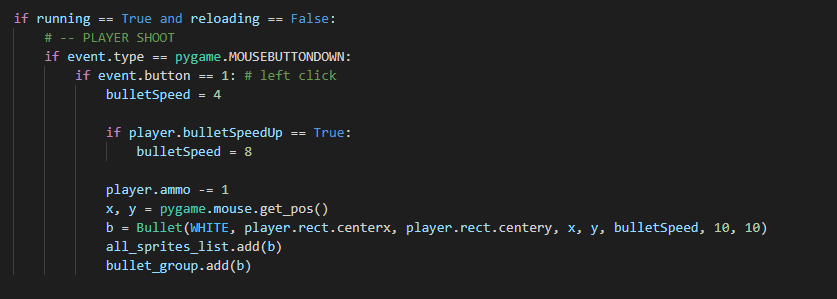 if running == True and reloading == False:
    # -- PLAYER SHOOT
    if event.type == pygame.MOUSEBUTTONDOWN:
        if event.button == 1: # left click
            bulletSpeed = 4

            if player.bulletSpeedUp == True:
                bulletSpeed = 8

            player.ammo -= 1
            x, y = pygame.mouse.get_pos()
            b = Bullet(WHITE, player.rect.centerx, player.rect.centery, x, y, bulletSpeed, 10, 10)
            all_sprites_list.add(b)
            bullet_group.add(b)